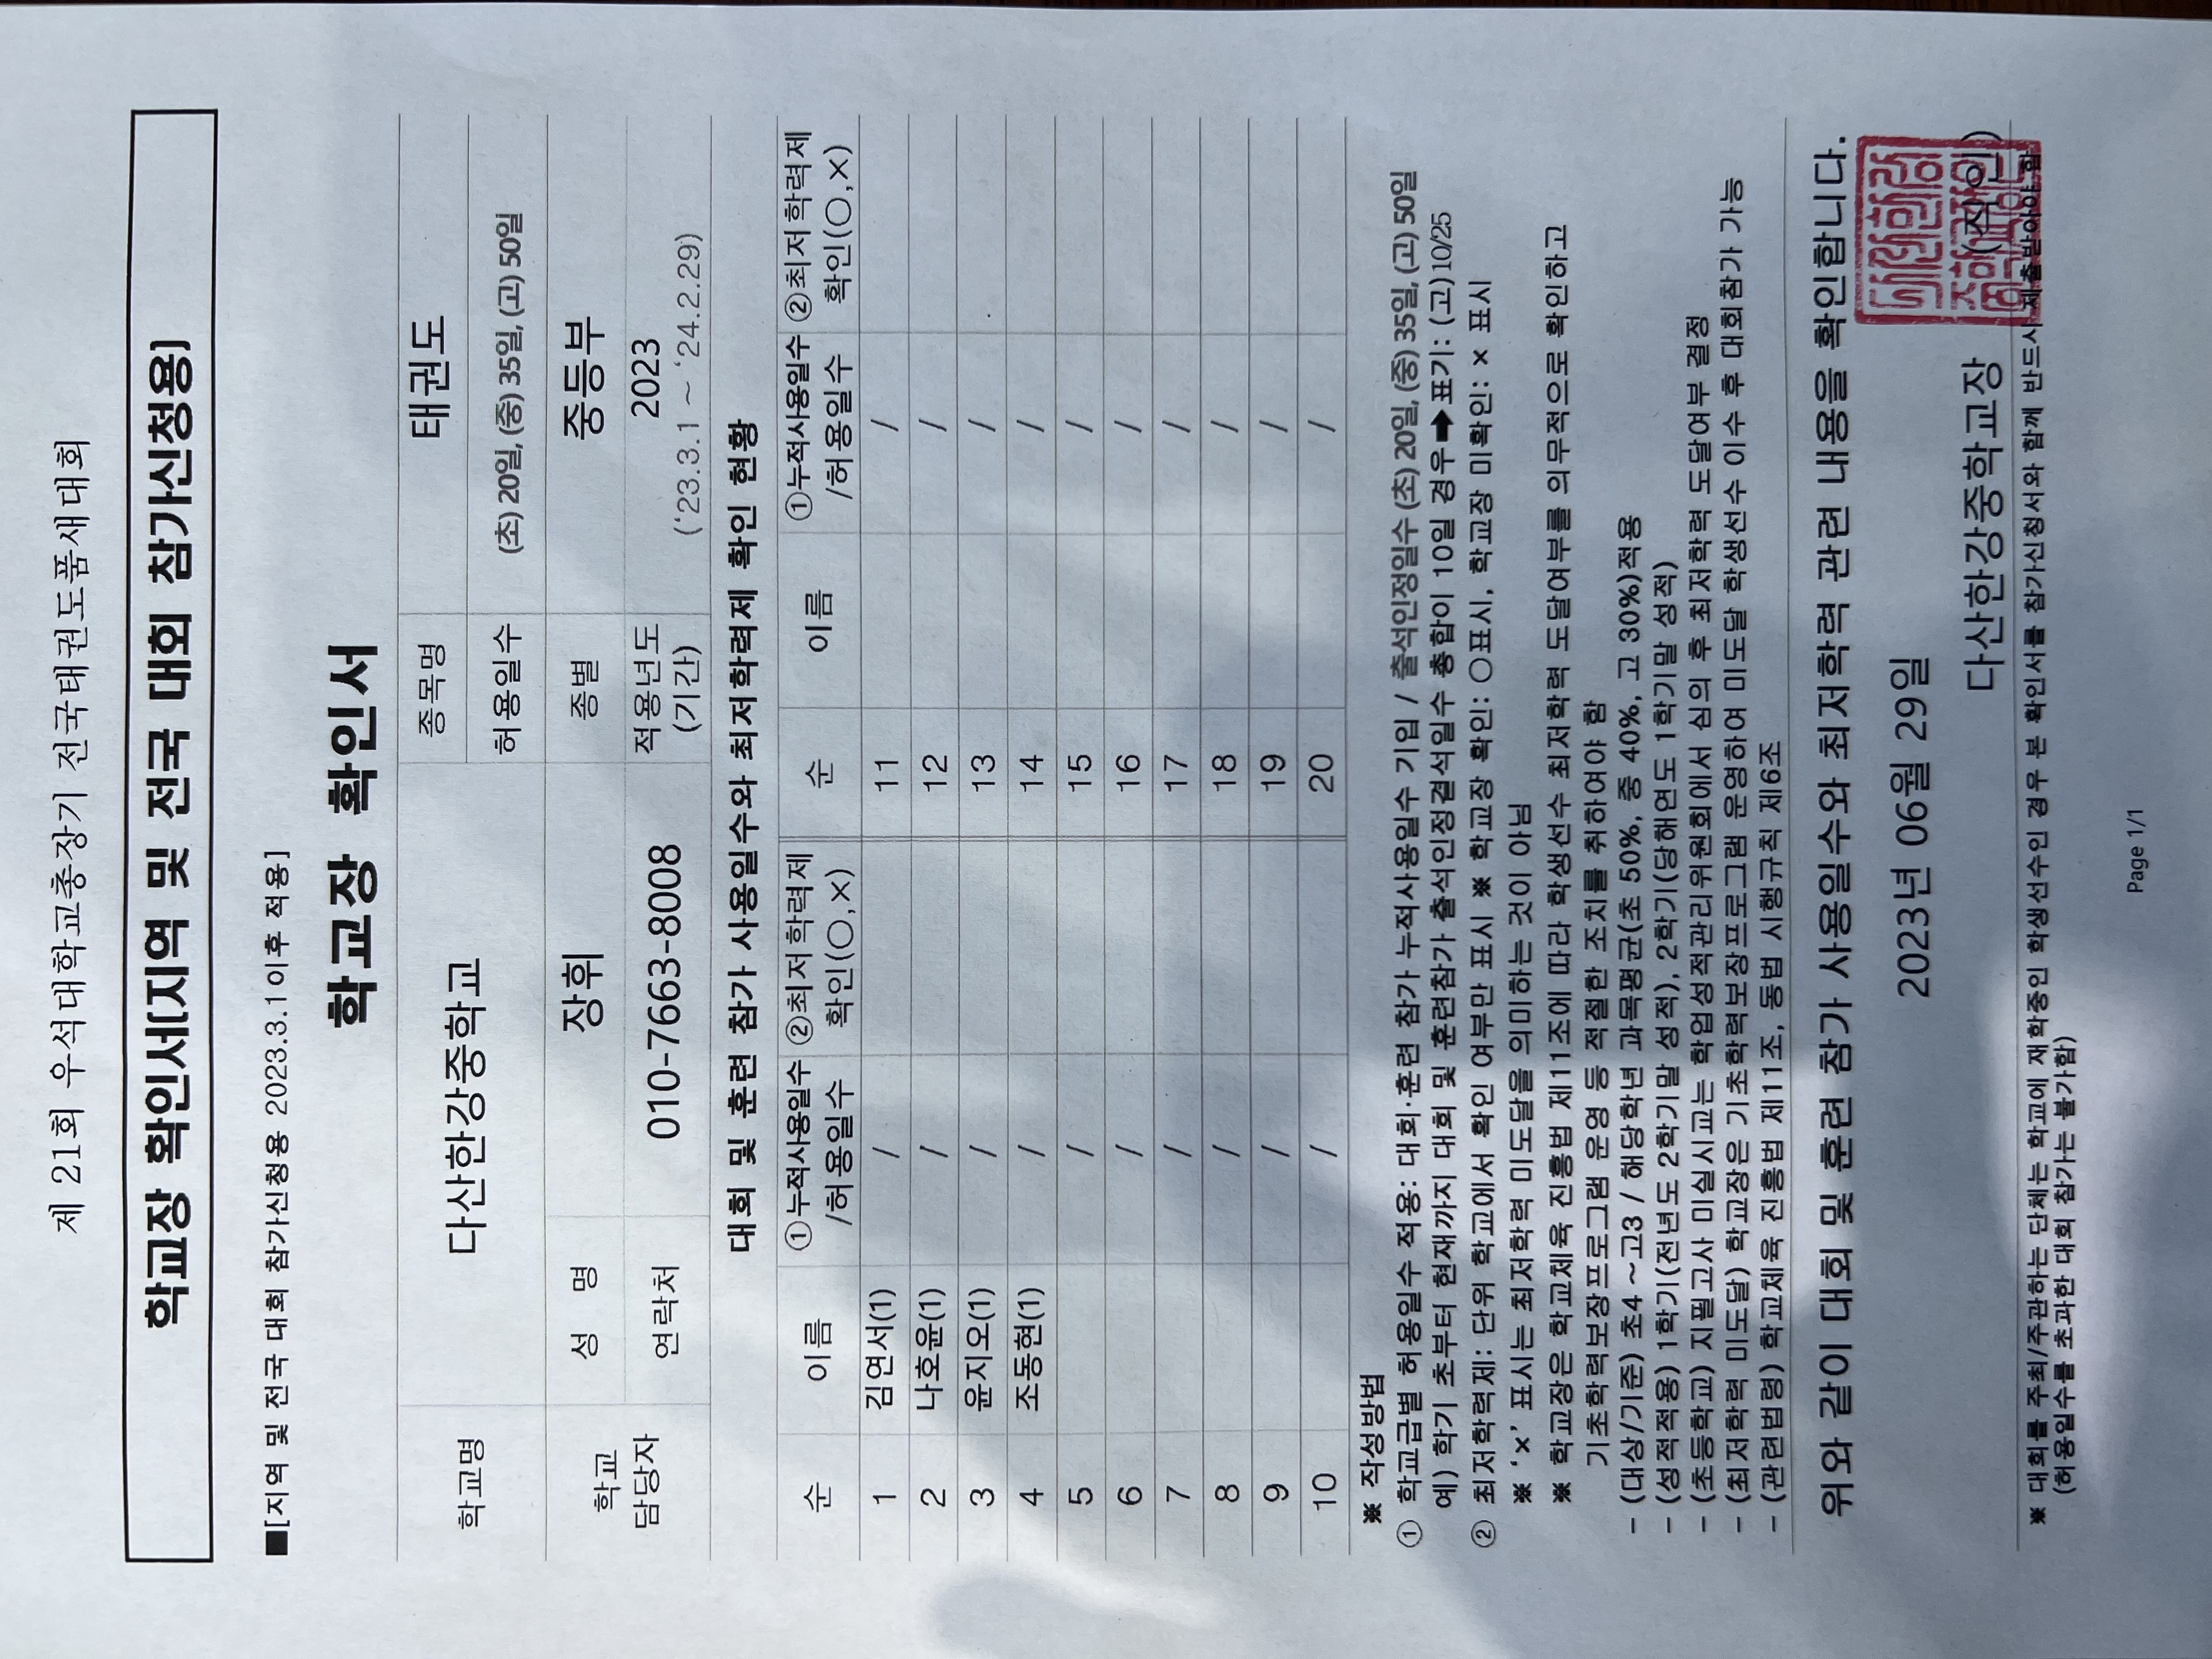 제 21회 우석대학교총장기 전국태권도품새대회
학교장 확인서[지역 및 전국 대회 참가신청용]
■[지역 및 전국 대회 참가신청용 2023.3.1이후 적용]
학교장 확인서
학교명 다산한강중학교 종목명 태권도
허용일수 (초) 20일, (중) 35일, (고) 50일
학교 담당자 성 명 장휘 종별 중등부
연락처 010-7663-8008 적용년도 (기간) 2023
('23.3.1 ~ '24.2.29)
대회 및 훈련 참가 사용일수와 최저학력제 확인 현황
순 이름 ①누적사용일수 /허용일수 ②최저학력제 확인(○,×) 순 이름 ①누적사용일수 /허용일수 ②최저학력제 확인(○,×)
1 김연서(1) / 11 /
2 나호윤(1) / 12 /
3 윤지오(1) / 13 /
4 조동현(1) / 14 /
5 / 15 /
6 / 16 /
7 / 17 /
8 / 18 /
9 / 19 /
10 / 20 /
※ 작성방법
① 학교급별 허용일수 적용: 대회·훈련 참가 누적사용일수 기입 / 출석인정일수 (초) 20일, (중) 35일, (고) 50일
예) 학기 초부터 현재까지 대회 및 훈련참가 출석인정결석일수 총합이 10일 경우➡표기: (고)10/25
② 최저학력제: 단위 학교에서 확인 여부만 표시 ※ 학교장 확인: ○표시, 학교장 미확인: × 표시
※ '×' 표시는 최저학력 미도달을 의미하는 것이 아님
※ 학교장은 학교체육 진흥법 제11조에 따라 학생선수 최저학력 도달여부를 의무적으로 확인하고
기초학력보장프로그램 운영 등 적절한 조치를 취하여야 함
- (대상/기준) 초4 ~고3 / 해당학년 과목평균(초 50%, 중 40%, 고 30%)적용
- (성적적용) 1학기(전년도 2학기말 성적), 2학기(당해연도 1학기말 성적)
- (초등학교) 지필고사 미실시교는 학업성적관리위원회에서 심의 후 최저학력 도달여부 결정
- (최저학력 미도달) 학교장은 기초학력보장프로그램 운영하여 미도달 학생선수 이수 후 대회참가 가능
- (관련법령) 학교체육 진흥법 제11조, 동법 시행규칙 제6조
위와 같이 대회 및 훈련 참가 사용일수와 최저학력 관련 내용을 확인합니다.
2023년 06월 29일
다산한강중학교장 (직인)
※ 대회를 주최/주관하는 단체는 학교에 재학중인 학생선수인 경우 본 확인서를 참가신청서와 함께 반드시 제출받아야 함
(허용일수를 초과한 대회 참가는 불가함)
Page 1/1